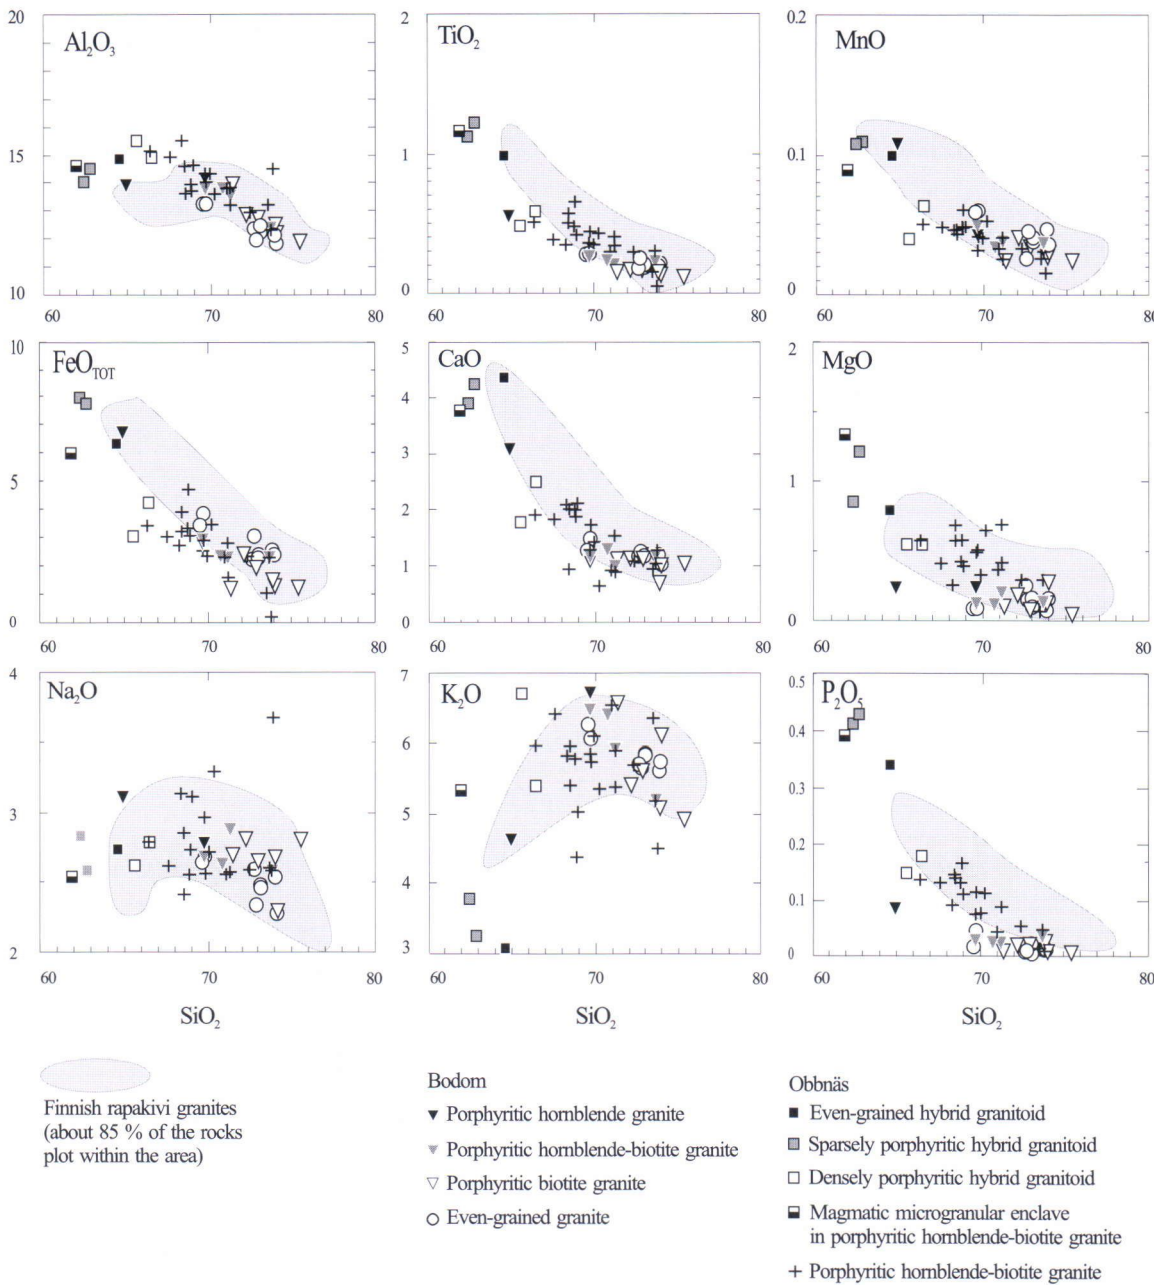 20
Al₂O₃
15
10
60 70 80
2
TiO₂
1
0
60 70 80
0.2
MnO
0.1
0
60 70 80
10
FeO TOT
5
0
60 70 80
5
CaO
4
3
2
1
0
60 70 80
2
MgO
1
0
60 70 80
4
Na₂O
3
2
60 70 80
SiO₂
7
K₂O
6
5
4
3
60 70 80
SiO₂
0.5
P₂O₅
0.4
0.3
0.2
0.1
0
60 70 80
SiO₂
Finnish rapakivi granites
(about 85 % of the rocks
plot within the area)
Bodom
Porphyritic hornblende granite
Porphyritic hornblende-biotite granite
Porphyritic biotite granite
Even-grained granite
Obbnäs
Even-grained hybrid granitoid
Sparsely porphyritic hybrid granitoid
Densely porphyritic hybrid granitoid
Magmatic microgranular enclave
in porphyritic hornblende-biotite granite
Porphyritic hornblende-biotite granite